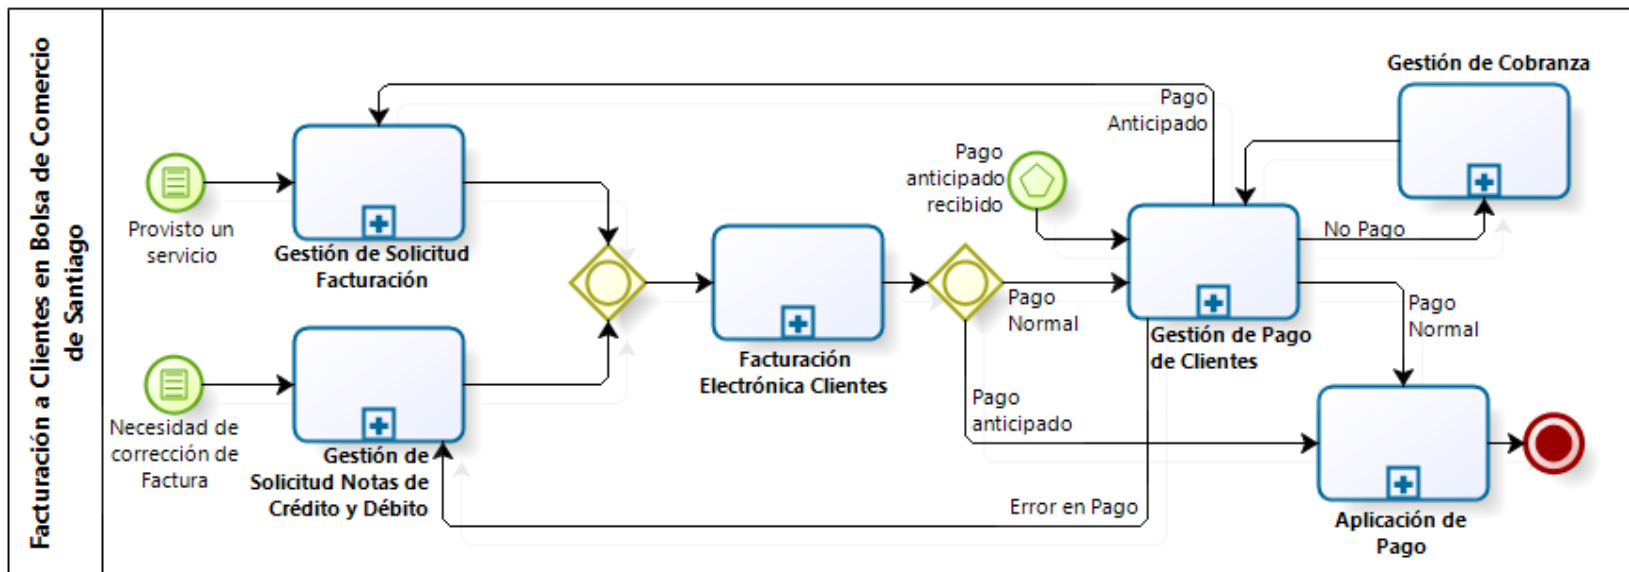 Facturación a Clientes en Bolsa de Comercio
de Santiago
Provisto un
servicio
Gestión de Solicitud
Facturación
Necesidad de
corrección de
Factura
Gestión de
Solicitud Notas de
Crédito y Débito
Facturación
Electrónica Clientes
Pago
anticipado
recibido
Pago
Anticipado
Pago
Normal
Pago
anticipado
Gestión de Pago
de Clientes
Error en Pago
Gestión de Cobranza
No Pago
Pago
Normal
Aplicación de
Pago